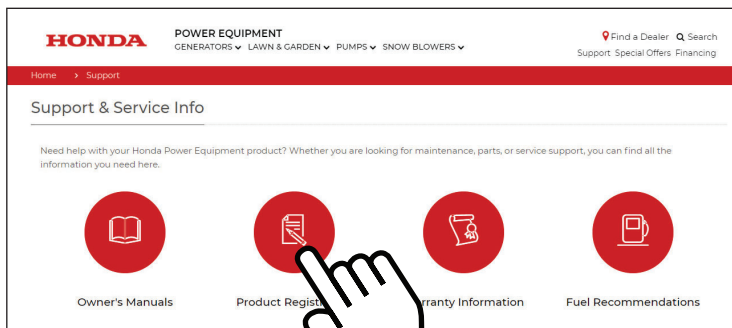 HONDA
POWER EQUIPMENT
GENERATORS LAWN & GARDEN PUMPS SNOW BLOWERS
Find a Dealer Search
Support Special Offers Financing
Home > Support
Support & Service Info
Need help with your Honda Power Equipment product? Whether you are looking for maintenance, parts, or service support, you can find all the
information you need here.
Owner's Manuals
Product
Information
Fuel Recommendations